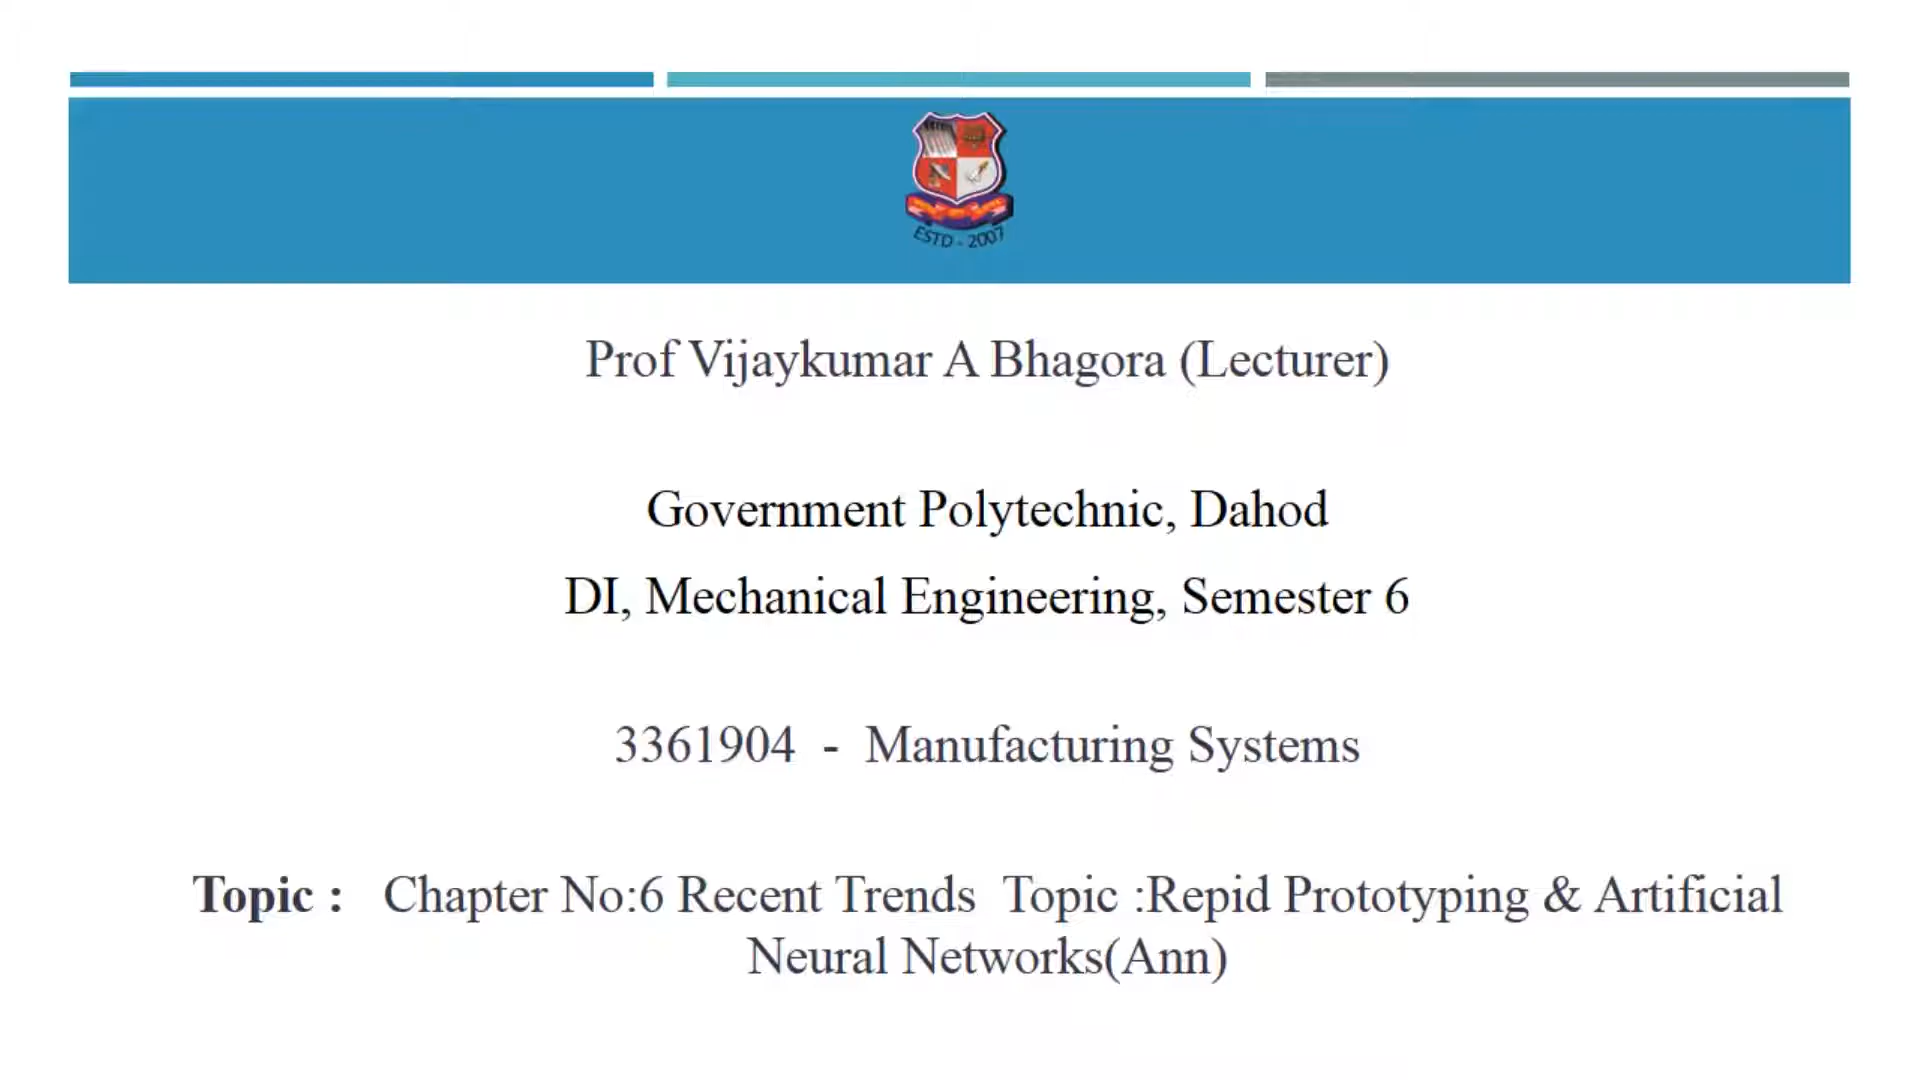 ESTD - 2007
Prof Vijaykumar A Bhagora (Lecturer)
Government Polytechnic, Dahod
DI, Mechanical Engineering, Semester 6
3361904 - Manufacturing Systems
Topic : Chapter No:6 Recent Trends Topic :Repid Prototyping & Artificial
Neural Networks(Ann)